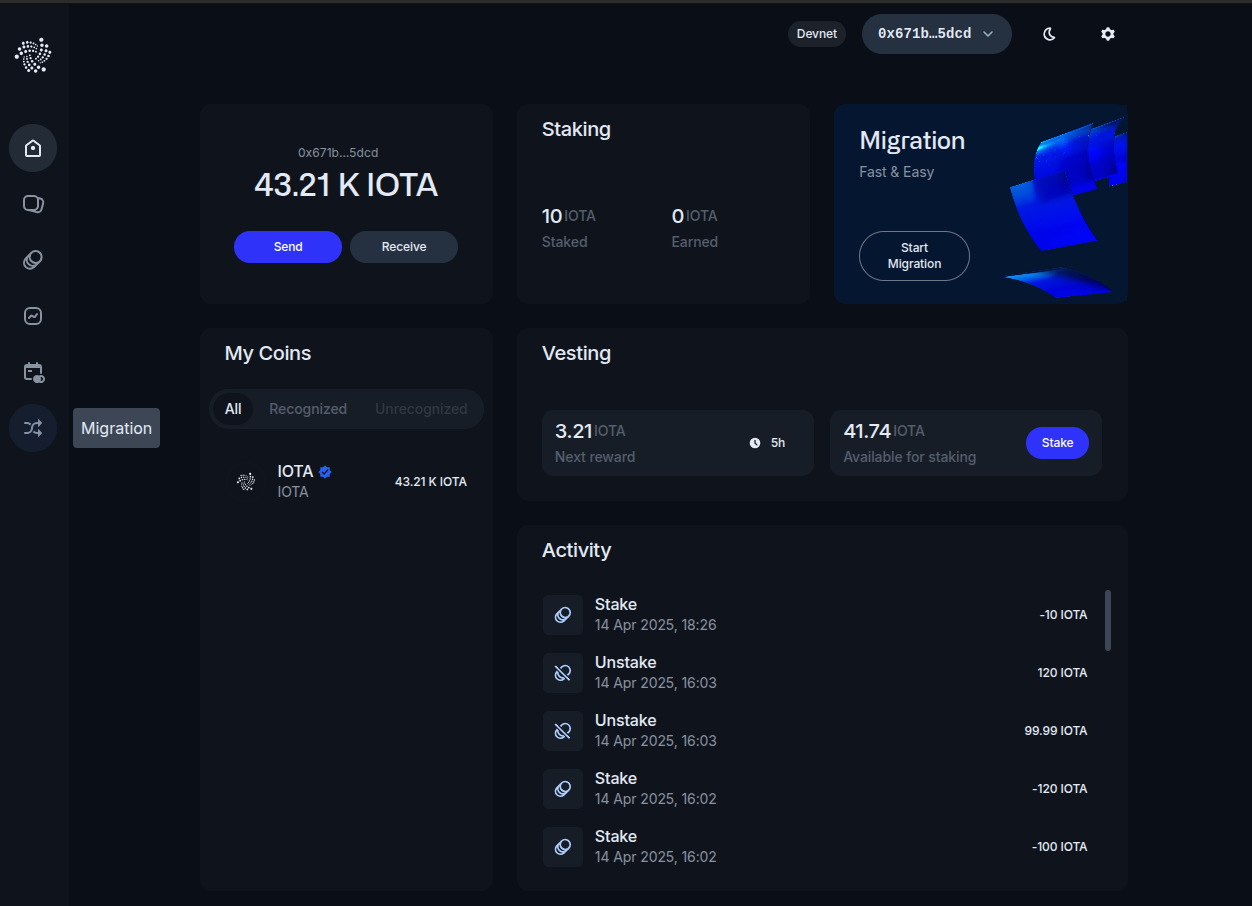 Devnet
0x671b…5dcd
0x671b…5dcd
43.21 K IOTA
Send
Receive
Staking
10 IOTA
Staked
0 IOTA
Earned
Migration
Fast & Easy
Start
Migration
My Coins
All
Recognized
Unrecognized
IOTA
IOTA
43.21 K IOTA
Migration
Vesting
3.21 IOTA
Next reward
5h
41.74 IOTA
Available for staking
Stake
Activity
Stake
14 Apr 2025, 18:26
-10 IOTA
Unstake
14 Apr 2025, 16:03
120 IOTA
Unstake
14 Apr 2025, 16:03
99.99 IOTA
Stake
14 Apr 2025, 16:02
-120 IOTA
Stake
14 Apr 2025, 16:02
-100 IOTA